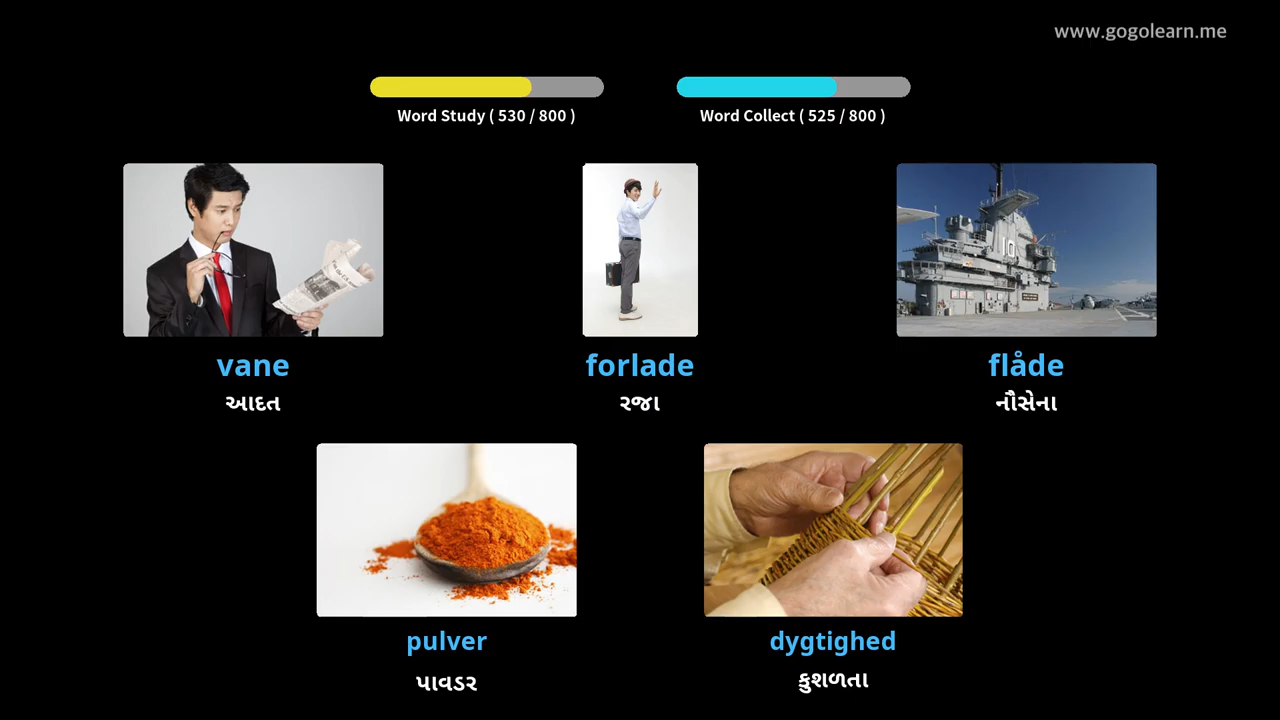 www.gogolearn.me
Word Study ( 530 / 800 )
Word Collect ( 525 / 800 )
vane
આદત
forlade
રજા
flåde
નૌસેના
pulver
પાવડર
dygtighed
કુશળતા